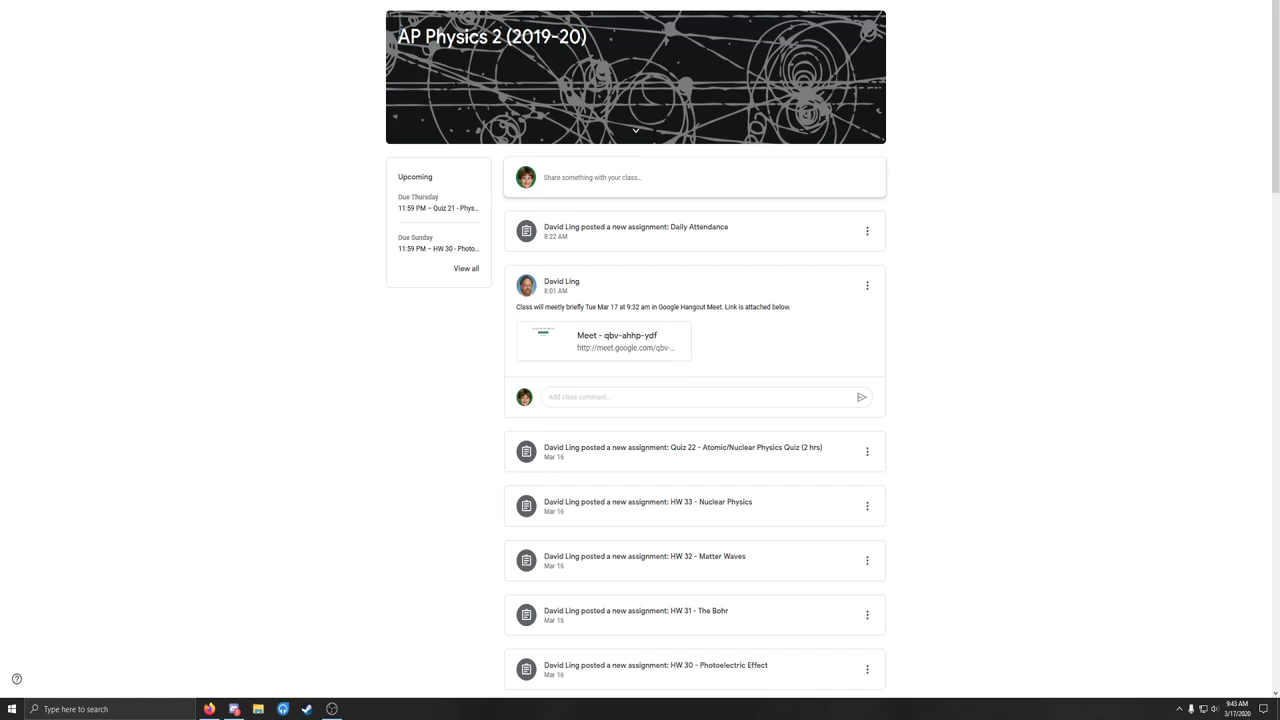 AP Physics 2 (2019-20)
Upcoming
Due Thursday
11:59 PM – Quiz 21 - Phys...
Due Sunday
11:59 PM – HW 30 - Photo...
View all
Share something with your class...
David Ling posted a new assignment: Daily Attendance
8:22 AM
David Ling
8:01 AM
Class will meetly briefly Tue Mar 17 at 9:32 am in Google Hangout Meet. Link is attached below.
Meet - qbv-ahhp-ydf
http://meet.google.com/qbv-...
Add class comment...
David Ling posted a new assignment: Quiz 22 - Atomic/Nuclear Physics Quiz (2 hrs)
Mar 16
David Ling posted a new assignment: HW 33 - Nuclear Physics
Mar 16
David Ling posted a new assignment: HW 32 - Matter Waves
Mar 16
David Ling posted a new assignment: HW 31 - The Bohr
Mar 16
David Ling posted a new assignment: HW 30 - Photoelectric Effect
Mar 16
Type here to search
9:43 AM
3/17/2020